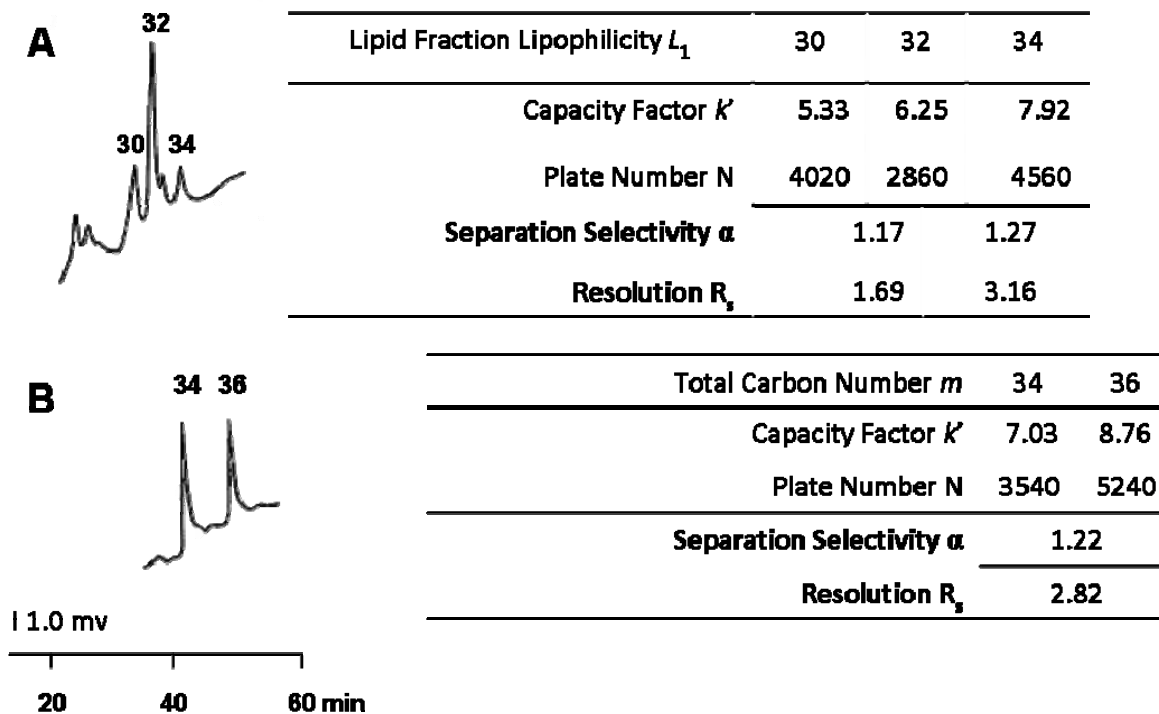 A
32
30 34
Lipid Fraction Lipophilicity L1 30 32 34
Capacity Factor k' 5.33 6.25 7.92
Plate Number N 4020 2860 4560
Separation Selectivity α 1.17 1.27
Resolution Rs 1.69 3.16
B
34 36
Total Carbon Number m 34 36
Capacity Factor k' 7.03 8.76
Plate Number N 3540 5240
Separation Selectivity α 1.22
Resolution Rs 2.82
I 1.0 mv
20 40 60 min